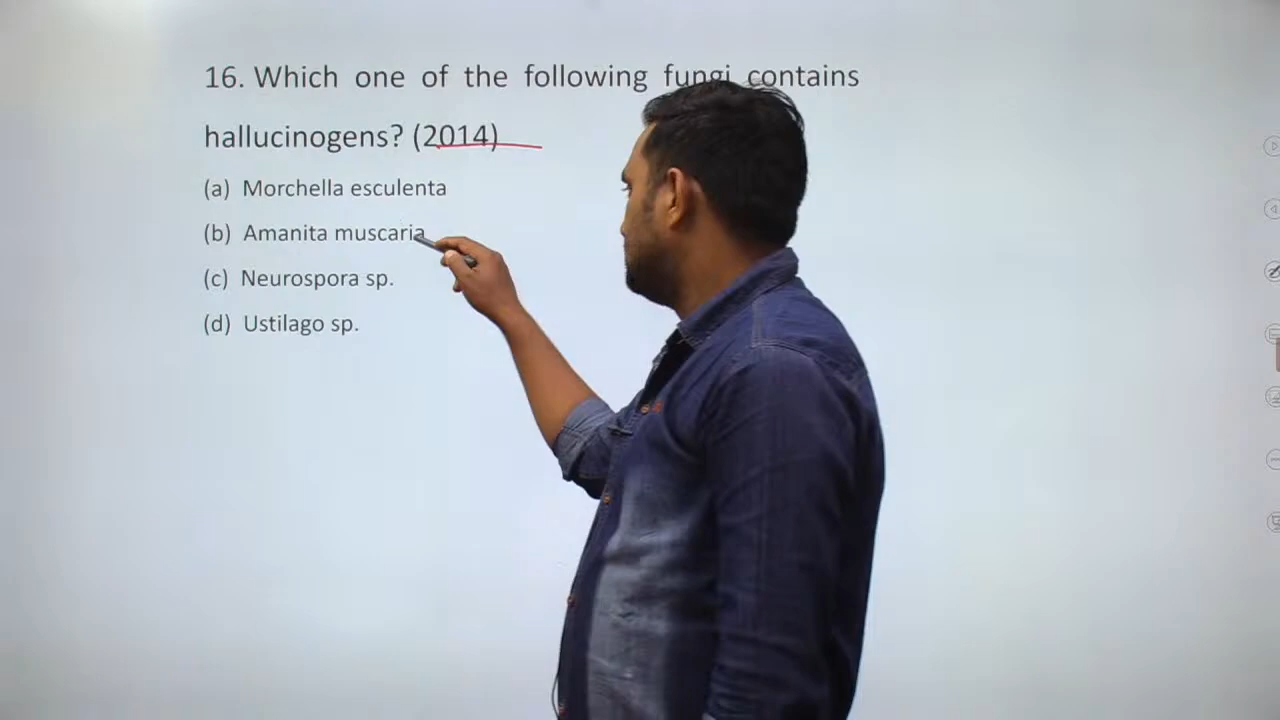 16. Which one of the following fungi contains
hallucinogens? (2014)
(a) Morchella esculenta
(b) Amanita muscaria
(c) Neurospora sp.
(d) Ustilago sp.